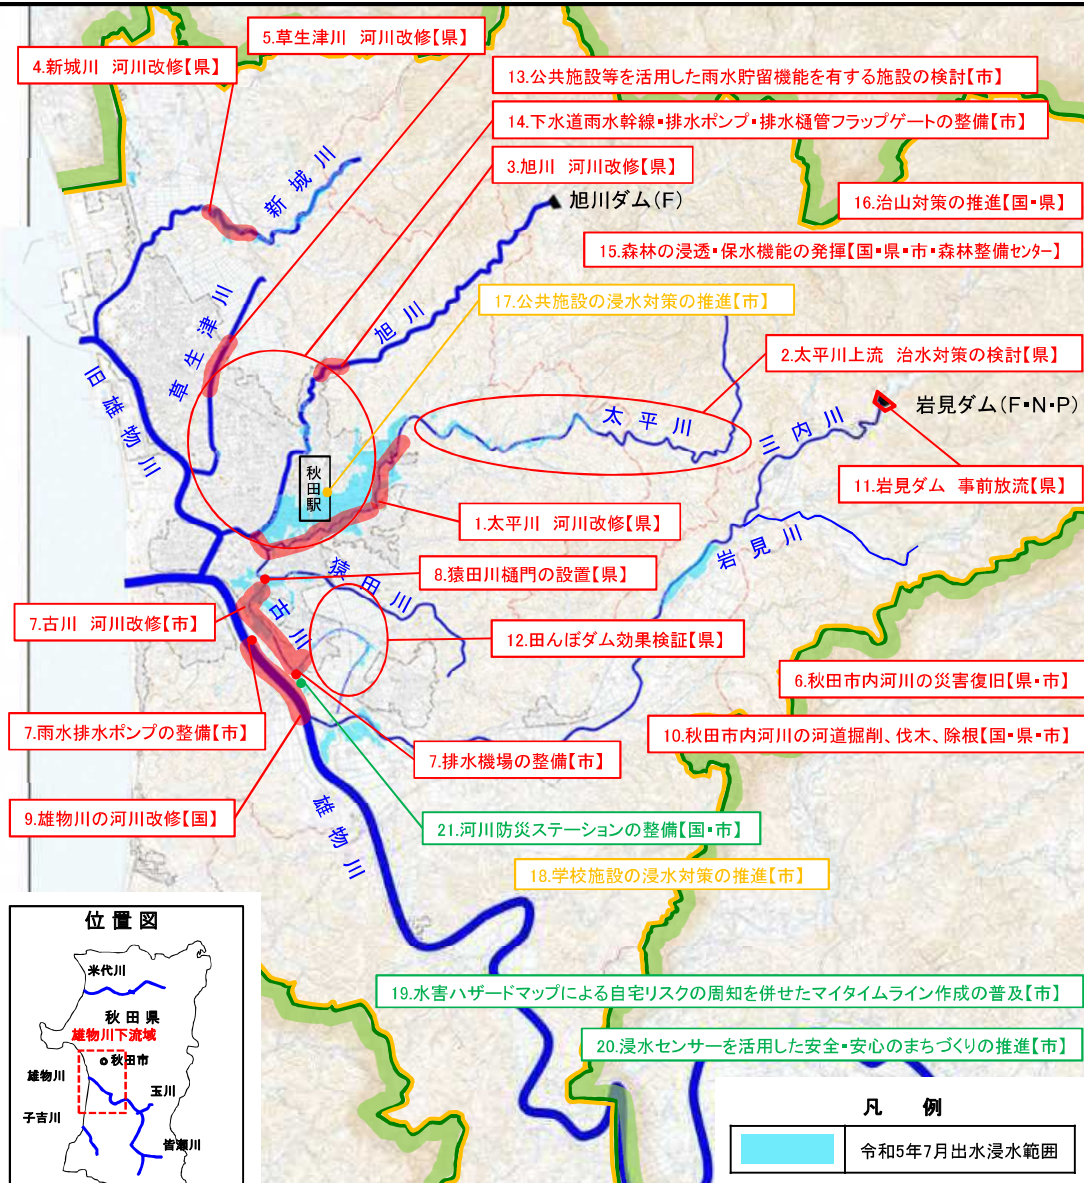 5.草生津川 河川改修【県】
4.新城川 河川改修【県】
13.公共施設等を活用した雨水貯留機能を有する施設の検討【市】
14.下水道雨水幹線・排水ポンプ・排水樋管フラップゲートの整備【市】
3.旭川 河川改修【県】
新城川
旭川ダム(F)
16.治山対策の推進【国・県】
15.森林の浸透・保水機能の発揮【国・県・市・森林整備センター】
17.公共施設の浸水対策の推進【市】
草生津川
旭川
2.太平川上流 治水対策の検討【県】
旧雄物川
太平川
三内川
岩見ダム(F・N・P)
秋田駅
11.岩見ダム 事前放流【県】
1.太平川 河川改修【県】
岩見川
猿田川
8.猿田川樋門の設置【県】
古川
7.古川 河川改修【市】
12.田んぼダム効果検証【県】
6.秋田市内河川の災害復旧【県・市】
7.雨水排水ポンプの整備【市】
10.秋田市内河川の河道掘削、伐木、除根【国・県・市】
7.排水機場の整備【市】
9.雄物川の河川改修【国】
雄物川
21.河川防災ステーションの整備【国・市】
18.学校施設の浸水対策の推進【市】
19.水害ハザードマップによる自宅リスクの周知を併せたマイタイムライン作成の普及【市】
20.浸水センサーを活用した安全・安心のまちづくりの推進【市】
位置図
米代川
秋田県
雄物川下流域
秋田市
雄物川
玉川
子吉川
皆瀬川
凡 例
令和5年7月出水浸水範囲